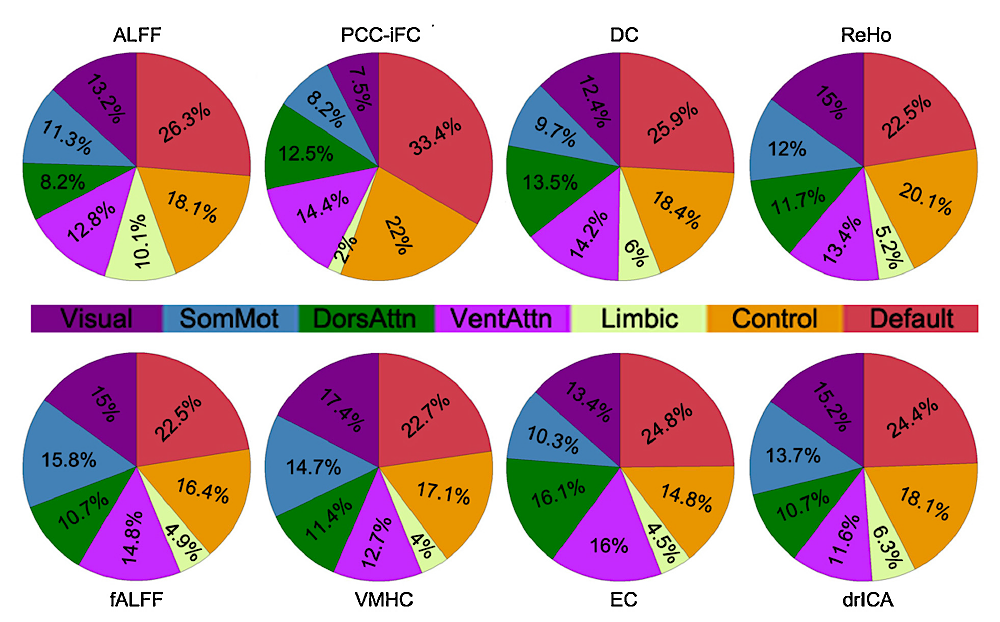 ALFF PCC-iFC DC ReHo
13.2% 26.3% 11.3% 8.2% 12.8% 10.1% 18.1%
7.5% 33.4% 8.2% 12.5% 14.4% 2% 22%
12.4% 25.9% 9.7% 13.5% 14.2% 6% 18.4%
15% 22.5% 12% 11.7% 13.4% 5.2% 20.1%
Visual SomMot DorsAttn VentAttn Limbic Control Default
15% 22.5% 15.8% 10.7% 14.8% 4.9% 16.4%
17.4% 22.7% 14.7% 11.4% 12.7% 4% 17.1%
13.4% 24.8% 10.3% 16.1% 16% 4.5% 14.8%
15.2% 24.4% 13.7% 10.7% 11.6% 6.3% 18.1%
fALFF VMHC EC drICA